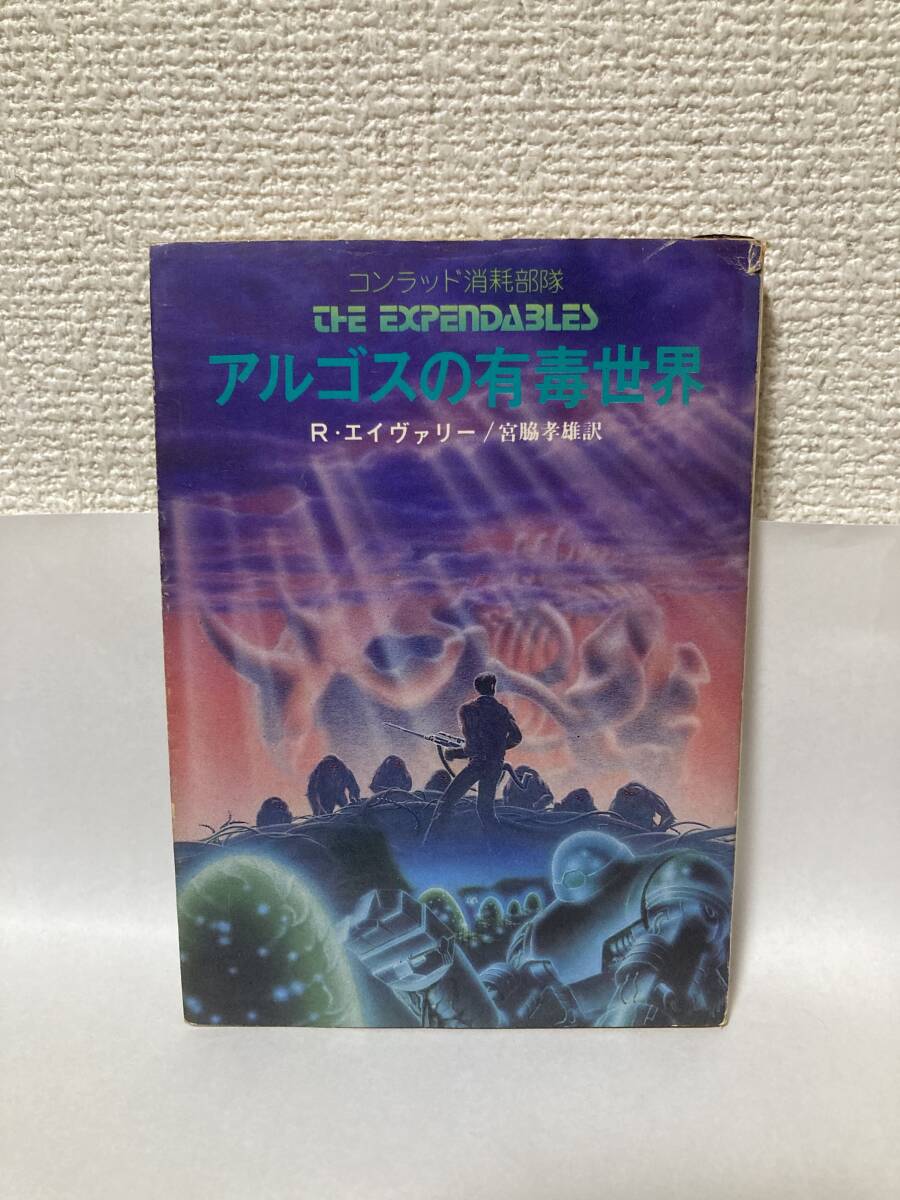 コンラッド消耗部隊
THE EXPENDABLES
アルゴスの有毒世界
R・エイヴァリー/宮脇孝雄訳